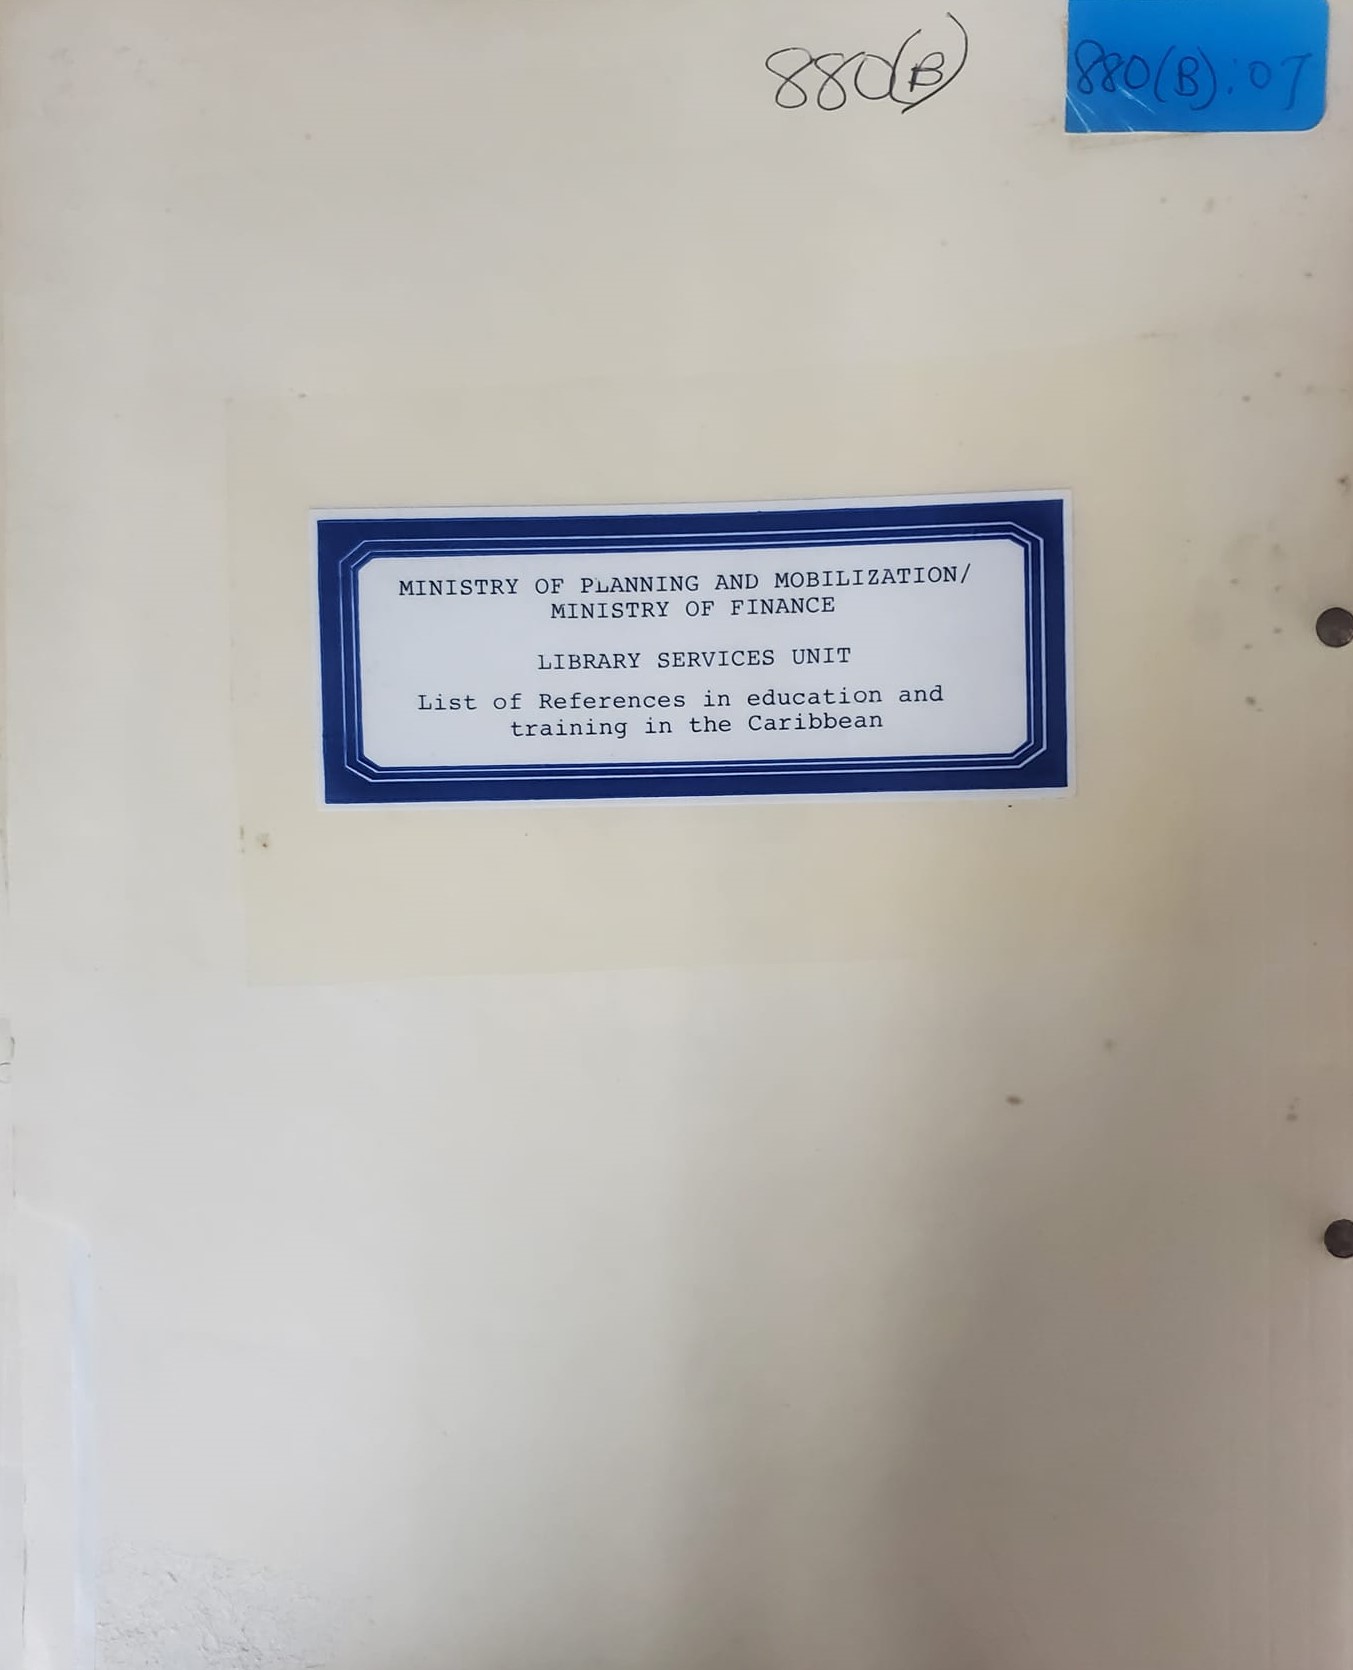 880(B)
880(B):07
MINISTRY OF PLANNING AND MOBILIZATION/
MINISTRY OF FINANCE
LIBRARY SERVICES UNIT
List of References in education and
training in the Caribbean